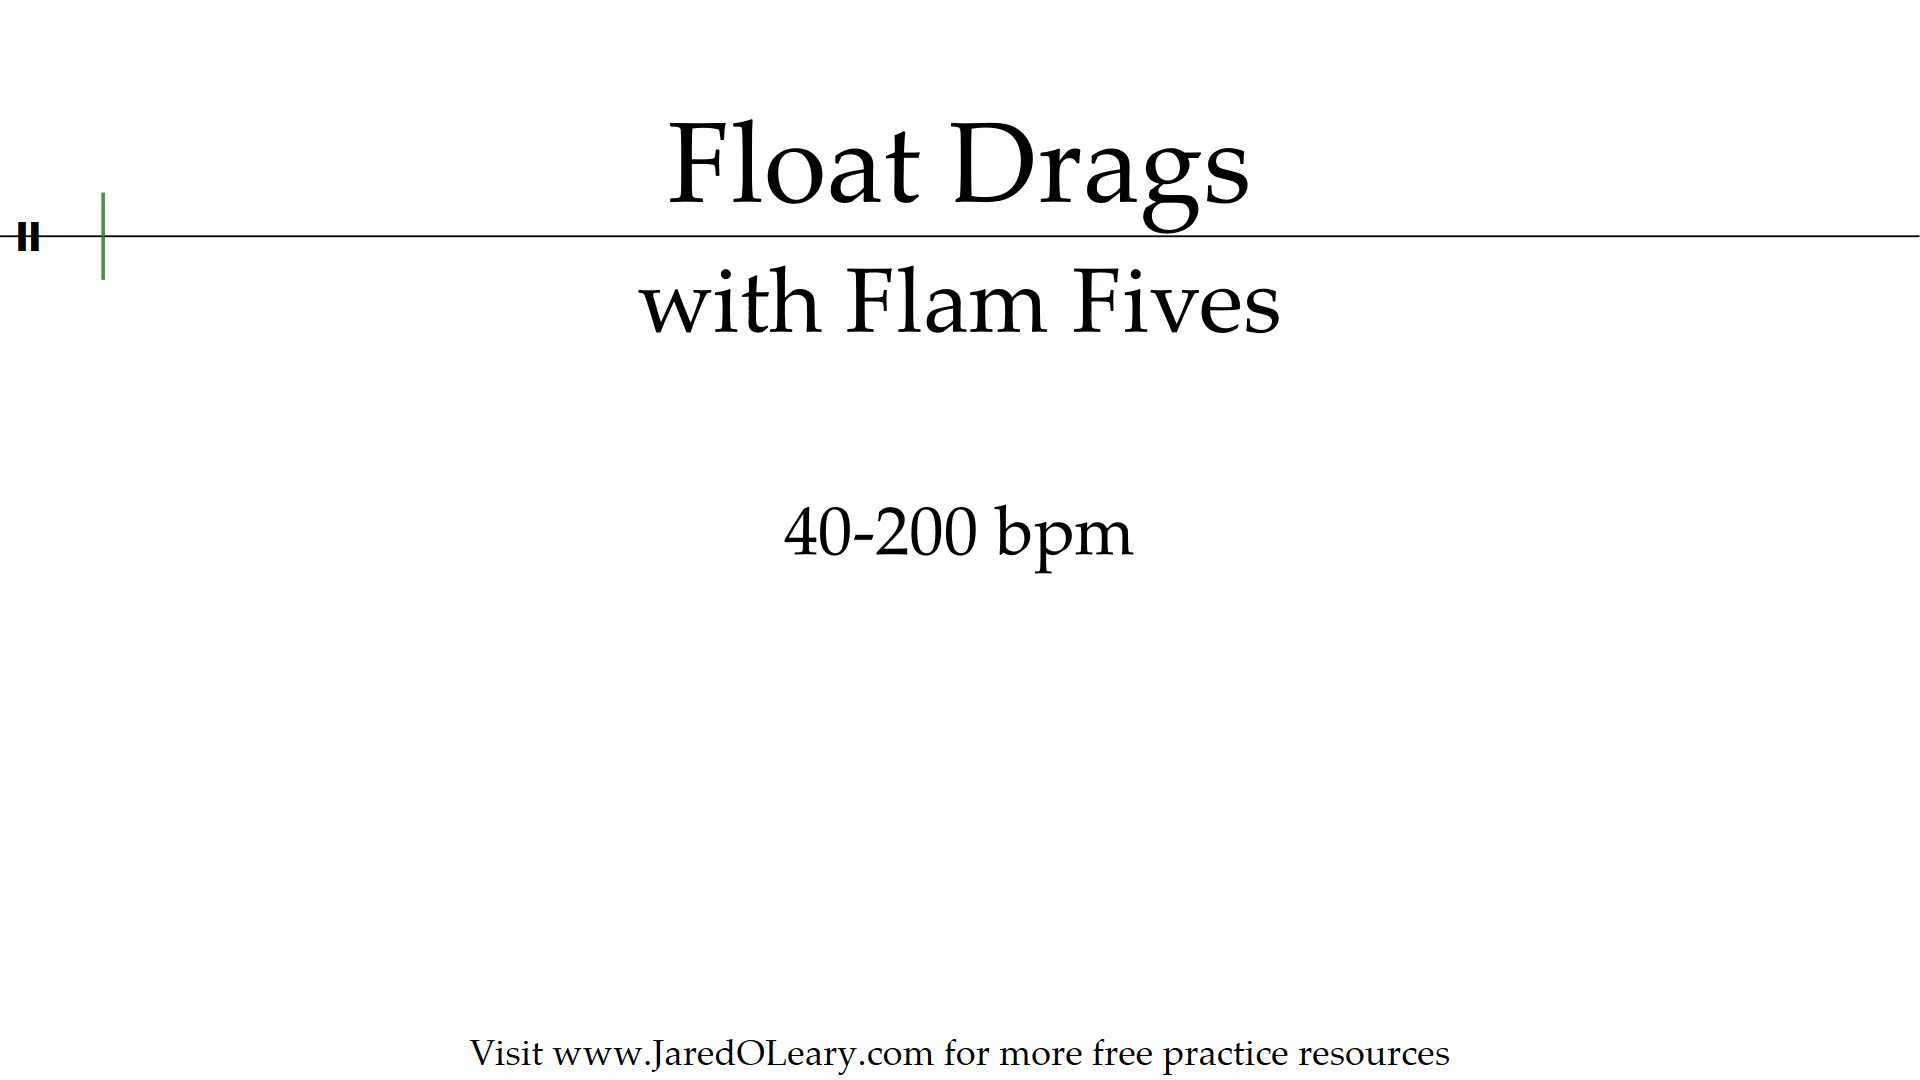 Float Drags
with Flam Fives
40-200 bpm
Visit www.JaredOLeary.com for more free practice resources